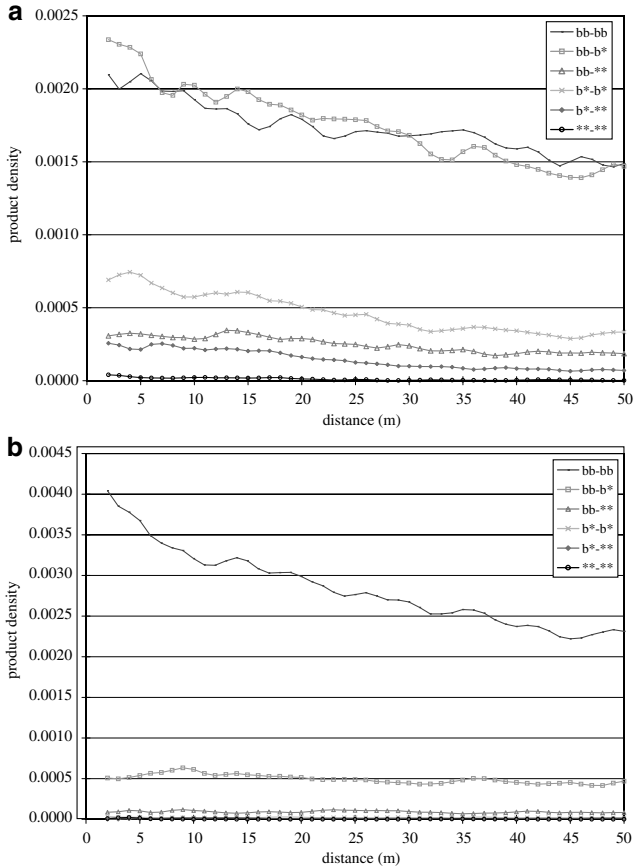 a
0.0025
0.0020
0.0015
0.0010
0.0005
0.0000
product density
bb-bb
bb-b*
bb-**
b*-b*
b*-**
**-**
0 5 10 15 20 25 30 35 40 45 50
distance (m)
b
0.0045
0.0040
0.0035
0.0030
0.0025
0.0020
0.0015
0.0010
0.0005
0.0000
product density
bb-bb
bb-b*
bb-**
b*-b*
b*-**
**-**
0 5 10 15 20 25 30 35 40 45 50
distance (m)